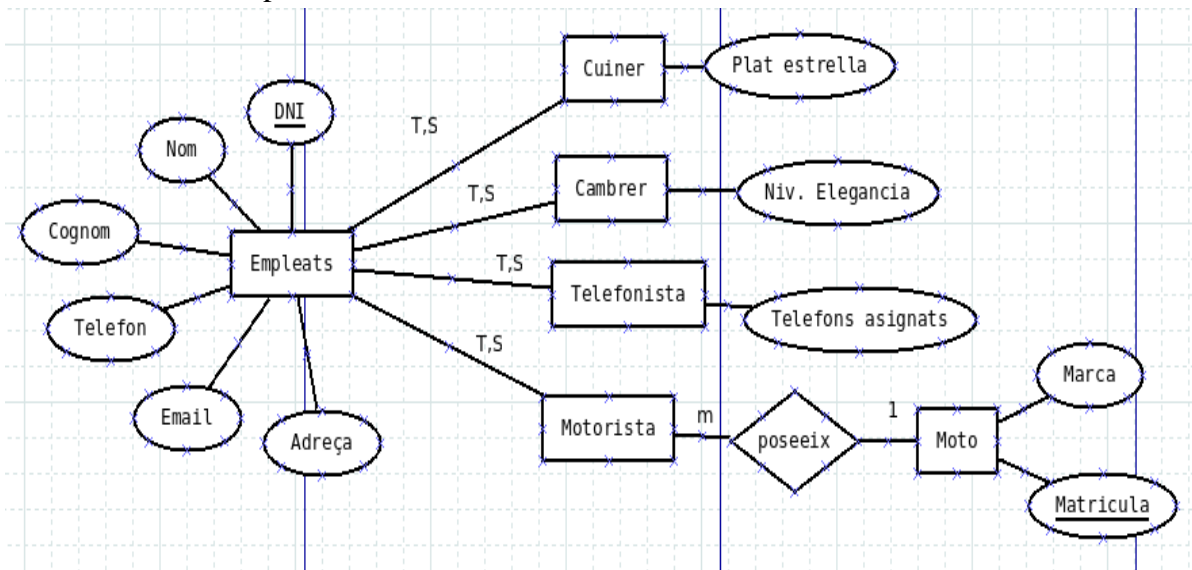 Cuiner
Plat estrella
DNI
T,S
Nom
Cambrer
T,S
Niv. Elegancia
Cognom
Empleats
T,S
Telefonista
Telefons asignats
Telefon
T,S
Marca
Email
Adreça
Motorista
m
poseeix
1
Moto
Matricula